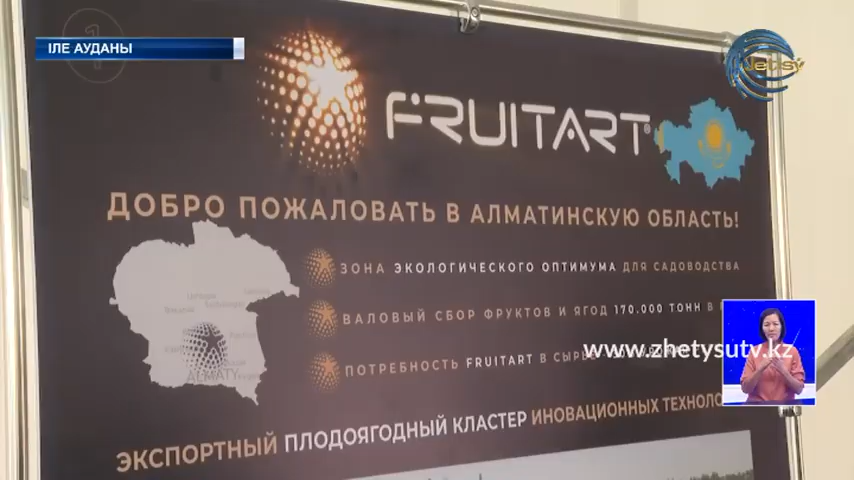 ІЛЕ АУДАНЫ
Jetisý
FRUITART®
ДОБРО ПОЖАЛОВАТЬ В АЛМАТИНСКУЮ ОБЛАСТЬ!
ЗОНА ЭКОЛОГИЧЕСКОГО ОПТИМУМА ДЛЯ САДОВОДСТВА
ВАЛОВЫЙ СБОР ФРУКТОВ И ЯГОД 170.000 ТОНН В
www.zhetysutv.kz
ПОТРЕБНОСТЬ FRUITART В СЫРЬЕ
ALMATY
ЭКСПОРТНЫЙ ПЛОДОЯГОДНЫЙ КЛАСТЕР ИНОВАЦИОННЫХ ТЕХНОЛО